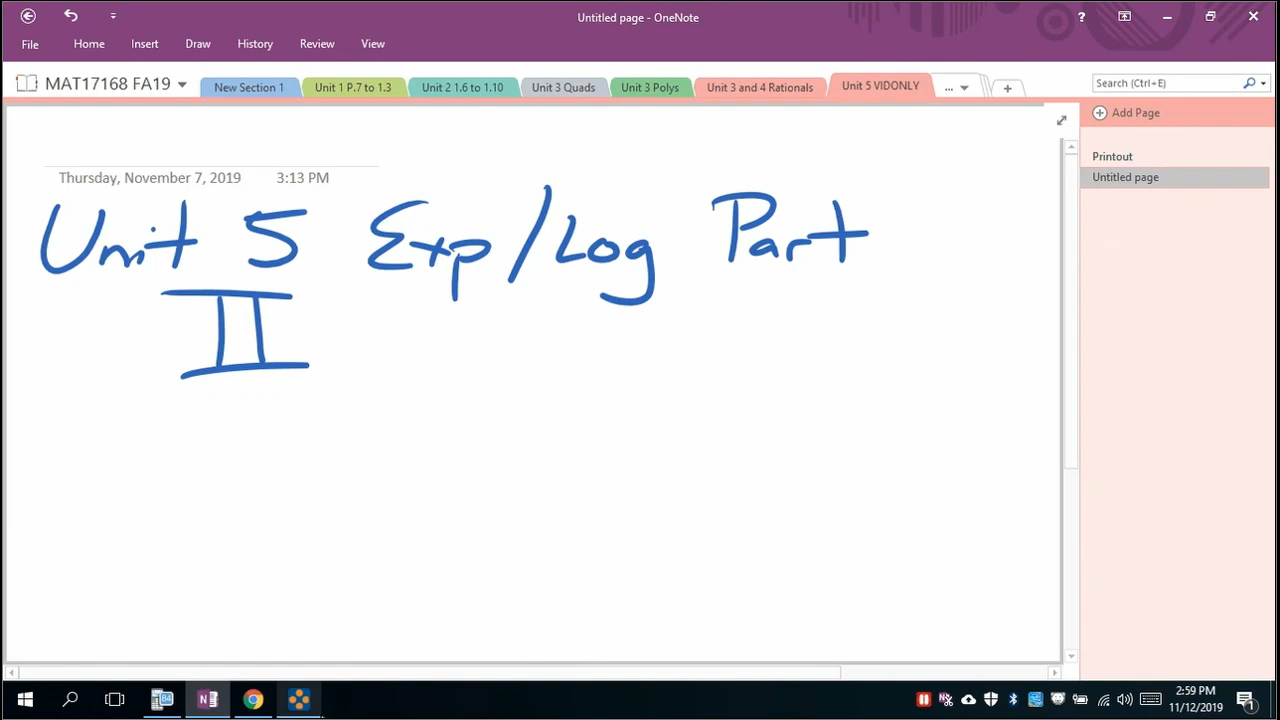 Untitled page - OneNote
?
File Home Insert Draw History Review View
MAT17168 FA19
New Section 1
Unit 1 P.7 to 1.3
Unit 2 1.6 to 1.10
Unit 3 Quads
Unit 3 Polys
Unit 3 and 4 Rationals
Unit 5 VIDONLY
...
Search (Ctrl+E)
Add Page
Printout
Untitled page
Thursday, November 7, 2019 3:13 PM
Unit 5 Exp/Log Part
II
2:59 PM
11/12/2019
1